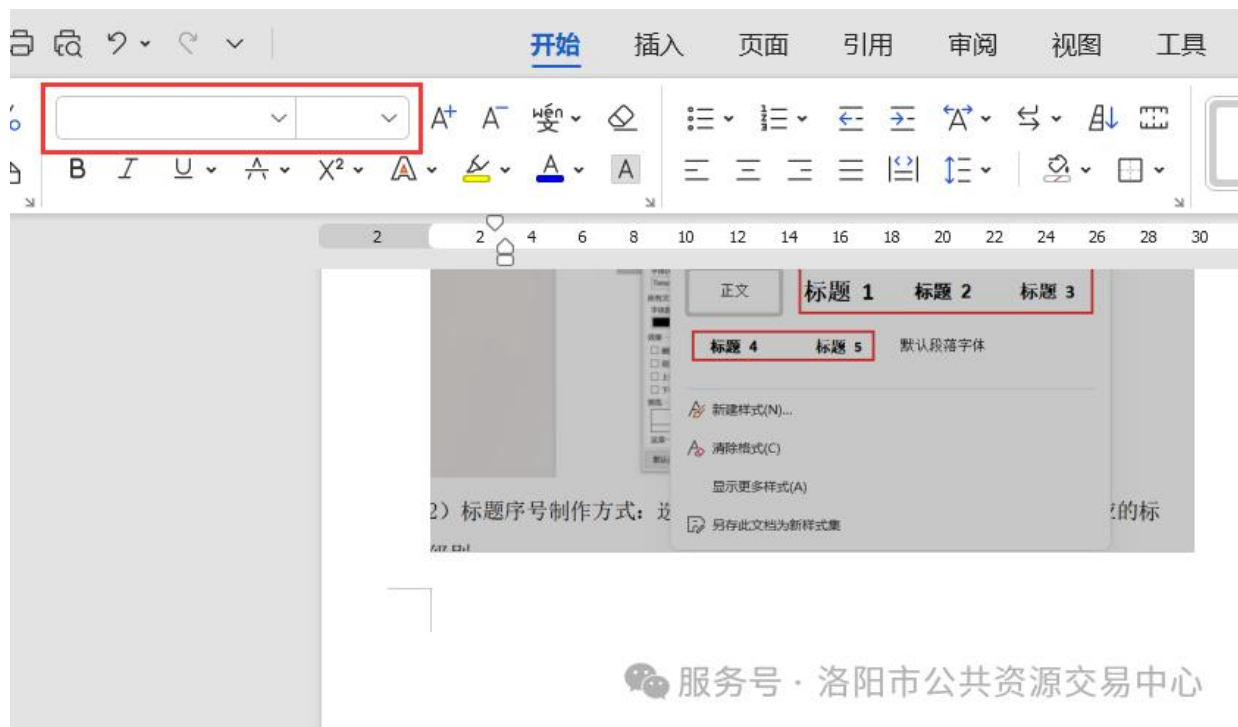 开始 插入 页面 引用 审阅 视图 工具
A+ A- wén 文
B I U A X² A A A
2 2 4 6 8 10 12 14 16 18 20 22 24 26 28 30
正文 标题 1 标题 2 标题 3
标题 4 标题 5 默认段落字体
新建样式(N)...
清除格式(C)
显示更多样式(A)
2）标题序号制作方式：选 的标
另存此文档为新样式集
服务号 · 洛阳市公共资源交易中心